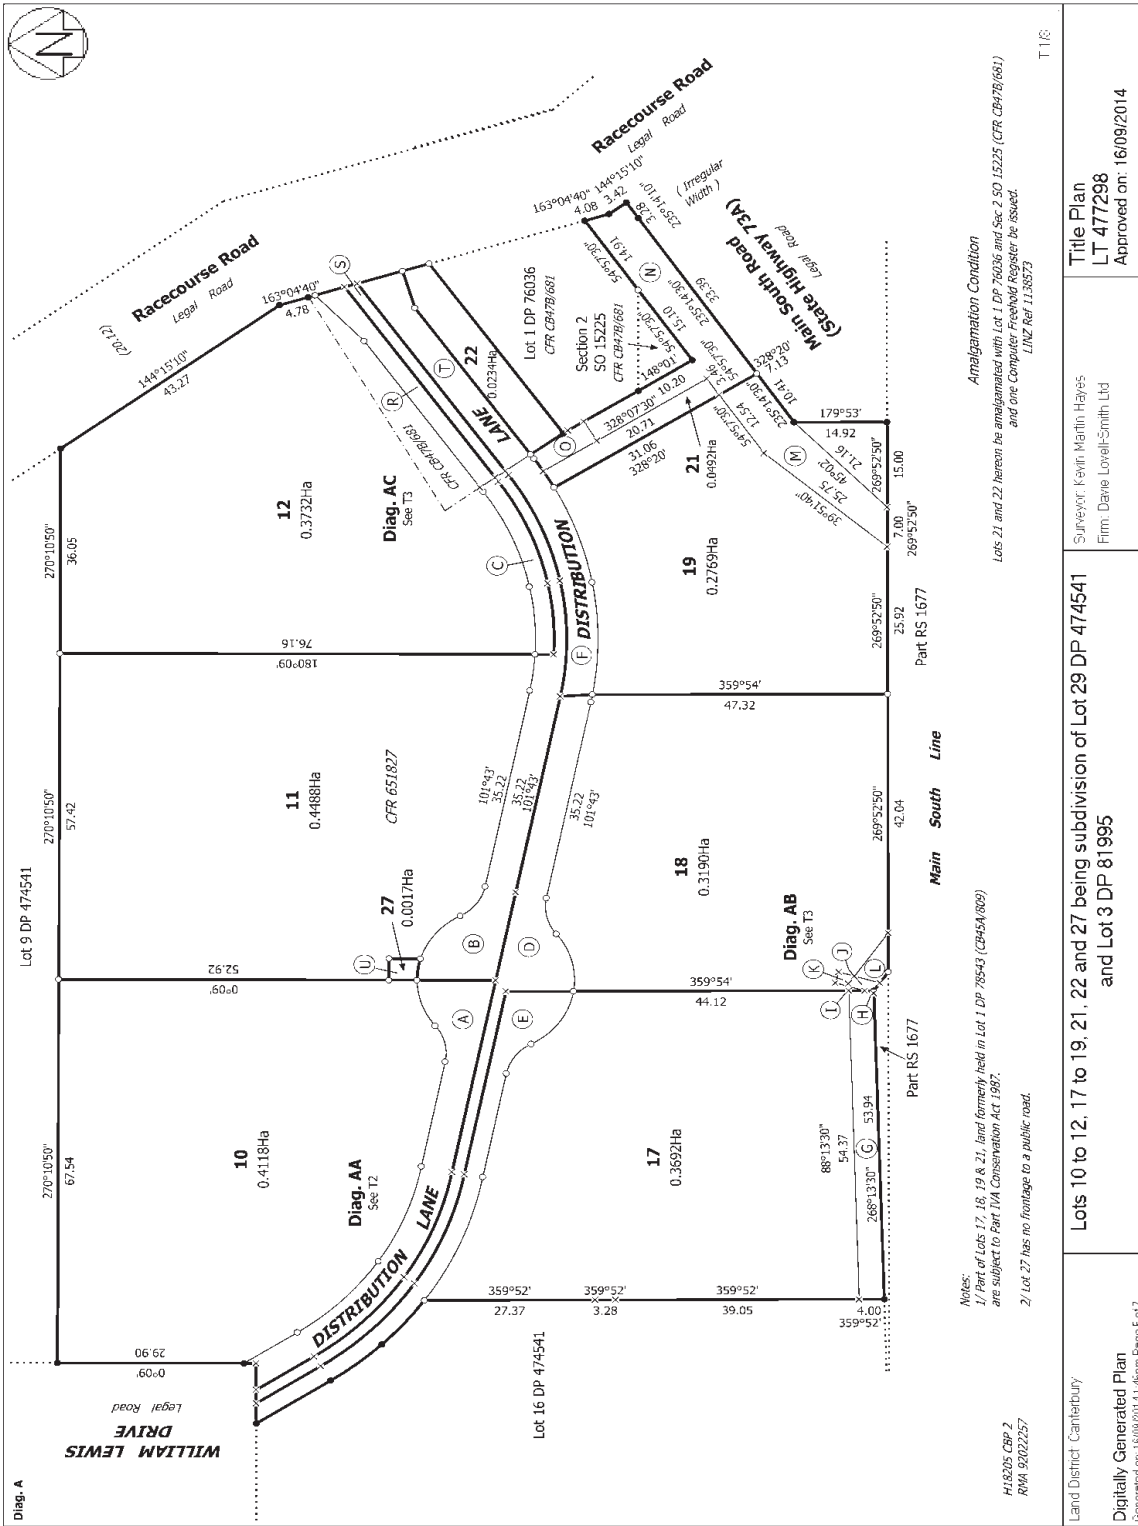 Diag. A
N
WILLIAM LEWIS
DRIVE
Legal Road
0°09'
29.90
Lot 9 DP 474541
270°10'50"
67.54
270°10'50"
57.42
270°10'50"
36.05
144°15'10"
43.27
(20.12)
Racecourse Road
Legal Road
163°04'40"
4.78
10
0.4118Ha
Diag. AA
See T2
0°09'
52.92
27
0.0017Ha
U
11
0.4488Ha
CFR 651827
180°09'
76.16
12
0.3732Ha
Diag. AC
See T3
CFR CB47B/681
R
S
T
C
22
0.0234Ha
LANE
DISTRIBUTION
F
O
Lot 1 DP 76036
CFR CB47B/681
Section 2
SO 15225
CFR CB47B/681
163°04'40"
4.08
144°15'10"
3.42
Racecourse Road
Legal Road
(Irregular
Width)
235°14'10"
3.28
54°57'30"
14.91
N
54°57'30"
15.10
235°14'30"
33.39
Main South Road
(State Highway 73A)
Legal Road
148°01'
10.20
328°07'30"
20.71
31.06
328°20'
54°57'30"
3.46
54°57'30"
12.54
328°20'
7.13
235°14'30"
10.41
21
0.0492Ha
M
179°53'
14.92
21.16
45°02'
25.75
39°51'40"
269°52'50"
15.00
7.00
269°52'50"
19
0.2769Ha
269°52'50"
25.92
Part RS 1677
359°54'
47.32
101°43'
35.22
35.22
101°43'
35.22
101°43'
B
D
A
E
18
0.3190Ha
269°52'50"
42.04
Main South Line
Diag. AB
See T3
K
J
L
I
H
359°54'
44.12
Part RS 1677
17
0.3692Ha
88°13'30"
54.37
G
268°13'30"
53.94
DISTRIBUTION
LANE
359°52'
27.37
359°52'
3.28
359°52'
39.05
4.00
359°52'
Lot 16 DP 474541
Notes:
1/ Part of Lots 17, 18, 19 & 21, land formerly held in Lot 1 DP 78543 (CB45A/809)
are subject to Part IVA Conservation Act 1987.
2/ Lot 27 has no frontage to a public road.
Amalgamation Condition
Lots 21 and 22 hereon be amalgamated with Lot 1 DP 76036 and Sec 2 SO 15225 (CFR CB47B/681)
and one Computer Freehold Register be issued.
LINZ Ref 1138573
H18205 CBP 2
RMA 92022257
T 1/3
Land District: Canterbury
Digitally Generated Plan
Lots 10 to 12, 17 to 19, 21, 22 and 27 being subdivision of Lot 29 DP 474541
and Lot 3 DP 81995
Surveyor: Kevin Martin Hayes
Firm: Davie Lovell-Smith Ltd
Title Plan
LT 477298
Approved on: 16/09/2014